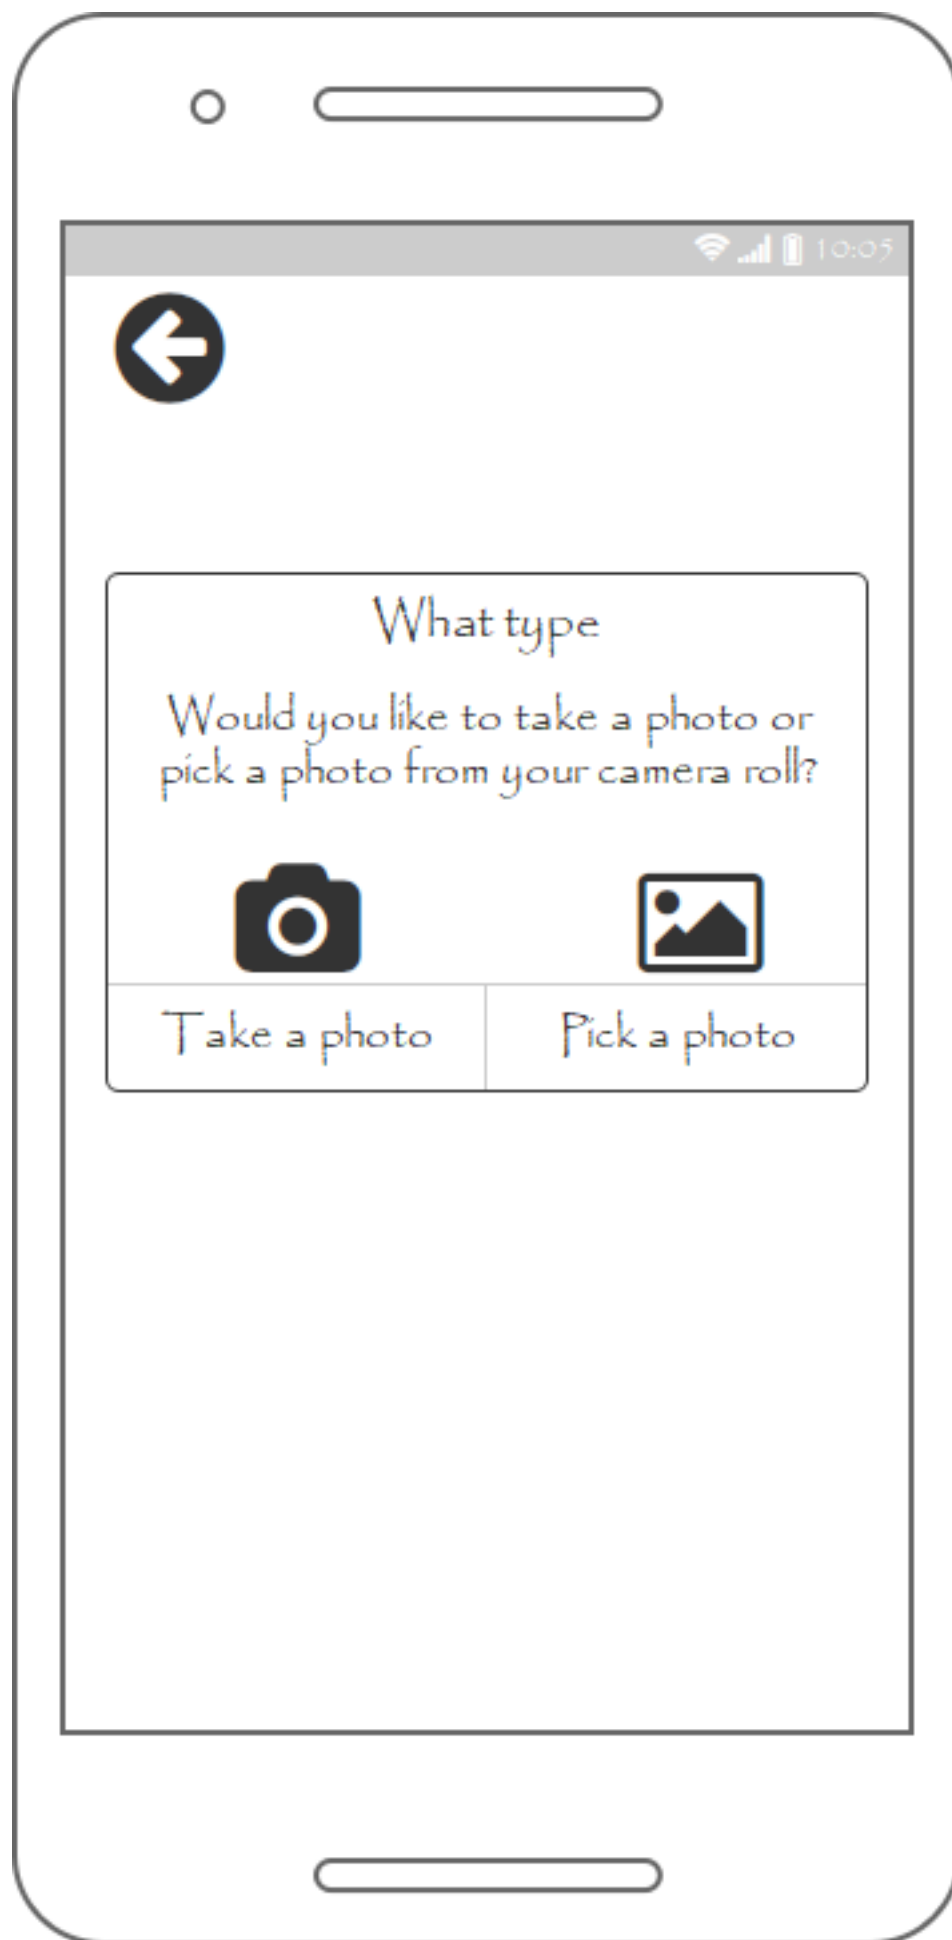 10:05
What type
Would you like to take a photo or
pick a photo from your camera roll?
Take a photo
Pick a photo